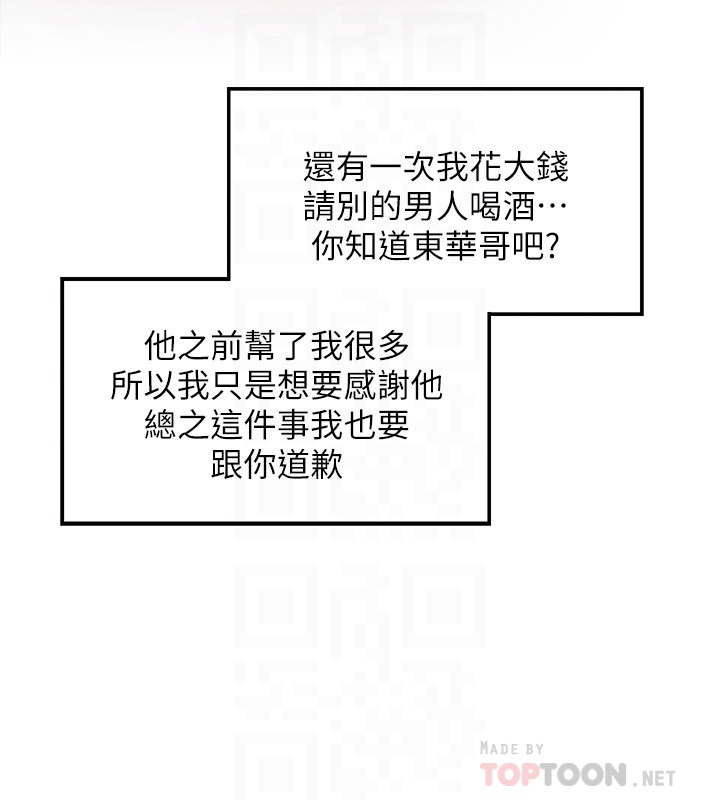 還有一次我花大錢
請別的男人喝酒…
你知道東華哥吧?
他之前幫了我很多
所以我只是想要感謝他
總之這件事我也要
跟你道歉
MADE BY
TOPTOON.NET